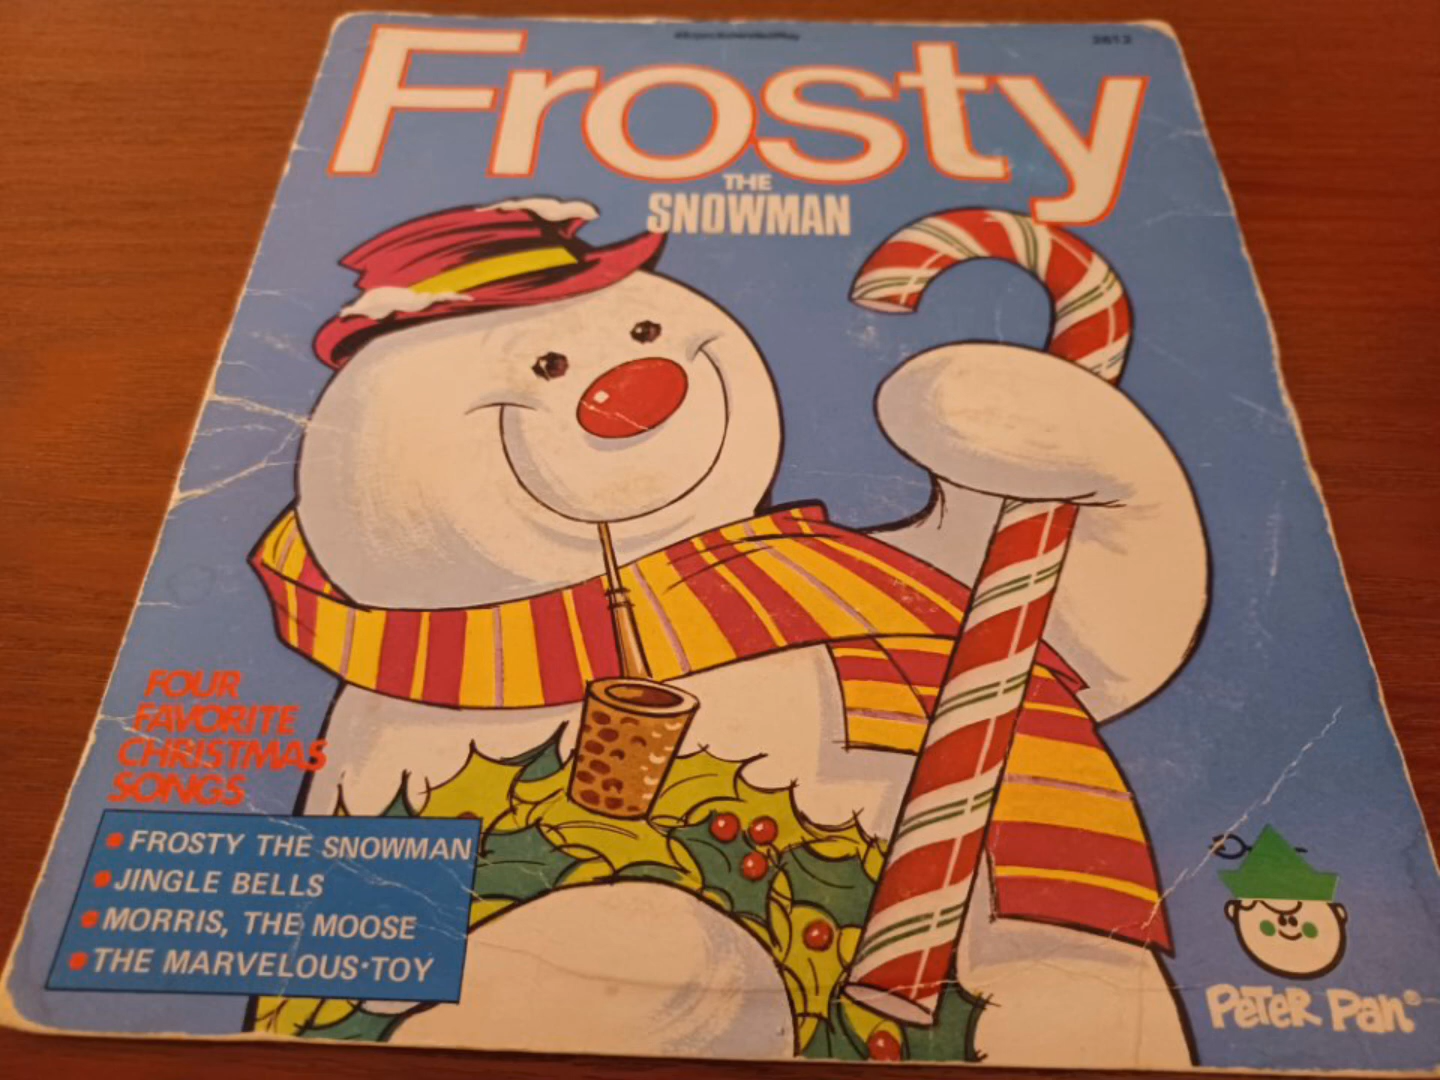 2612
Frosty
THE
SNOWMAN
FOUR
FAVORITE
CHRISTMAS
SONGS
• FROSTY THE SNOWMAN
• JINGLE BELLS
• MORRIS, THE MOOSE
• THE MARVELOUS•TOY
PETER PAN®